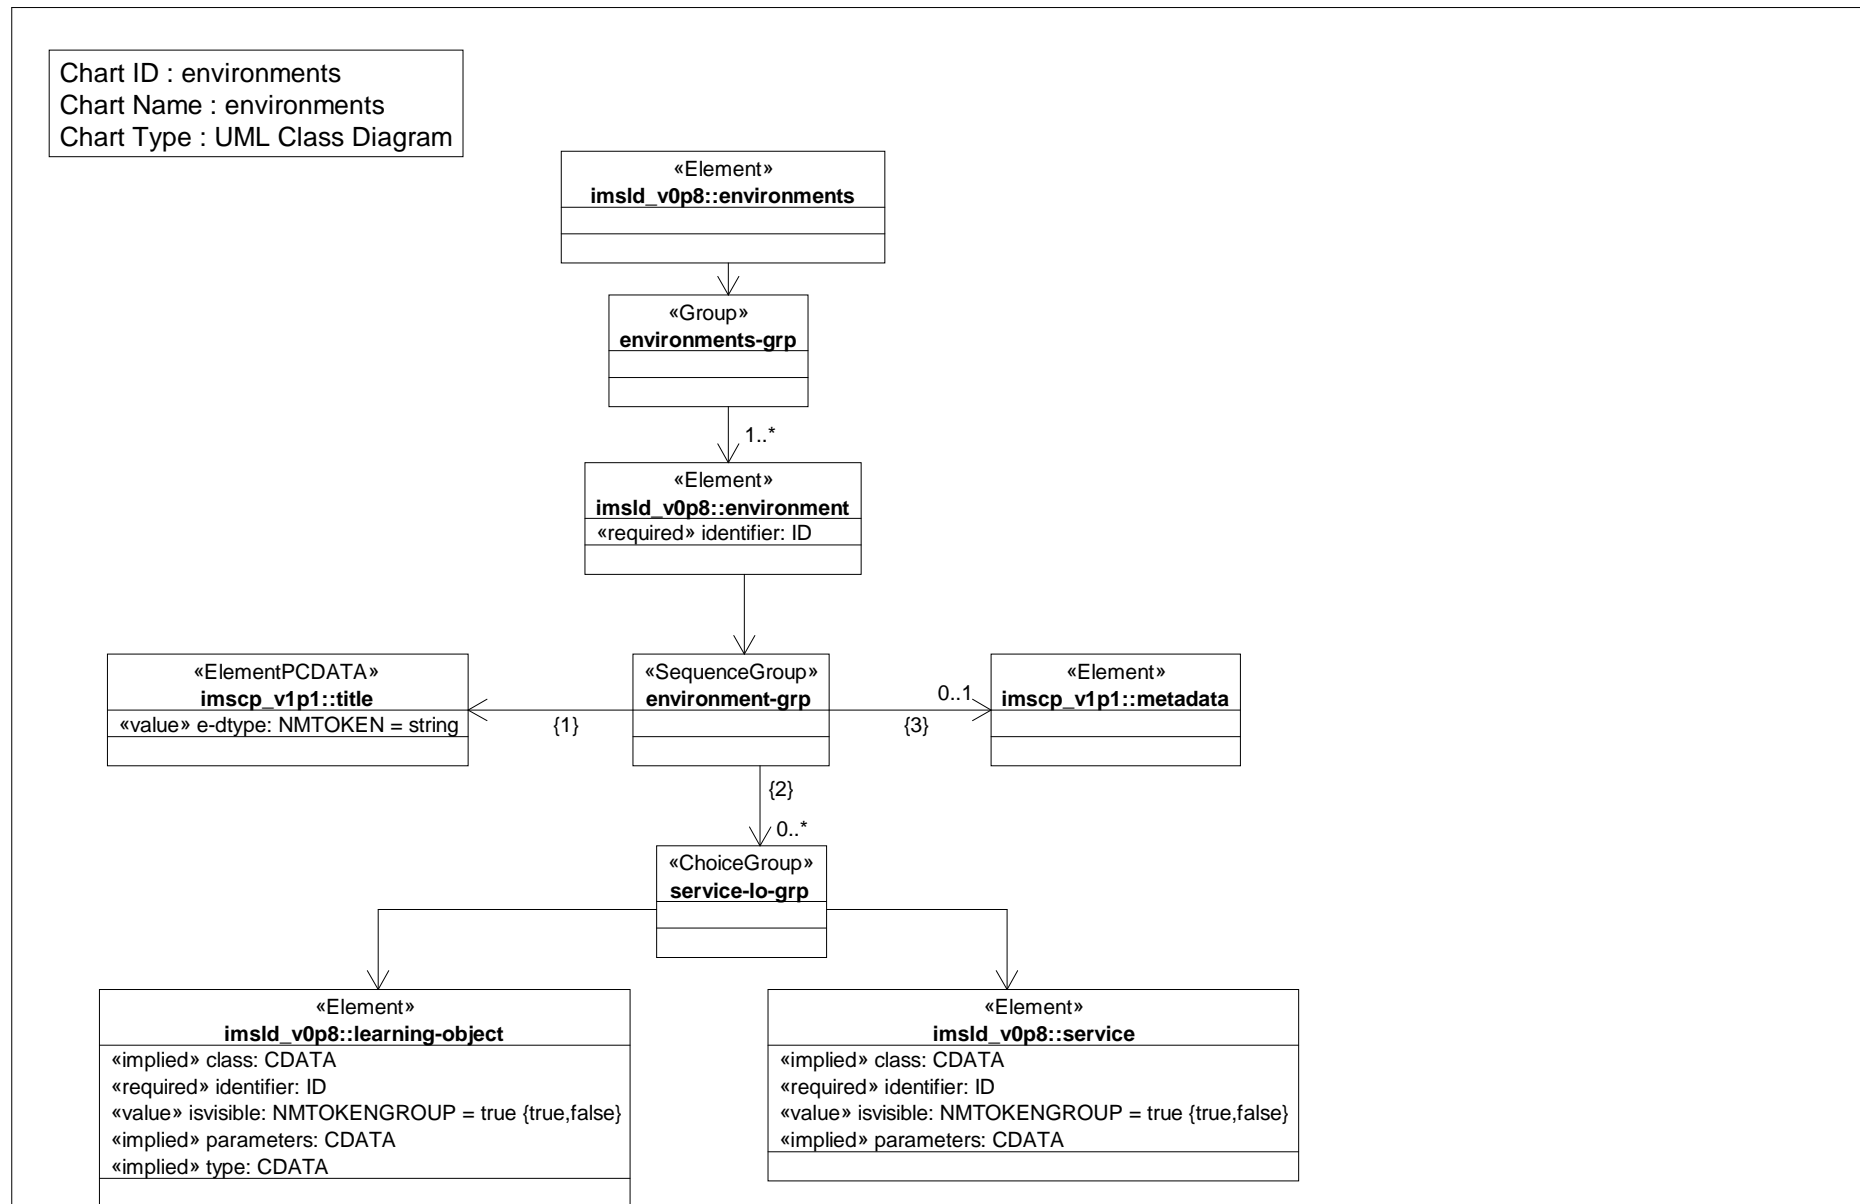 Chart ID : environments
Chart Name : environments
Chart Type : UML Class Diagram
«Element»
imsld_v0p8::environments
«Group»
environments-grp
1..*
«Element»
imsld_v0p8::environment
«required» identifier: ID
«ElementPCDATA»
imscp_v1p1::title
«value» e-dtype: NMTOKEN = string
{1}
«SequenceGroup»
environment-grp
0..1
{3}
«Element»
imscp_v1p1::metadata
{2}
0..*
«ChoiceGroup»
service-lo-grp
«Element»
imsld_v0p8::learning-object
«implied» class: CDATA
«required» identifier: ID
«value» isvisible: NMTOKENGROUP = true {true,false}
«implied» parameters: CDATA
«implied» type: CDATA
«Element»
imsld_v0p8::service
«implied» class: CDATA
«required» identifier: ID
«value» isvisible: NMTOKENGROUP = true {true,false}
«implied» parameters: CDATA